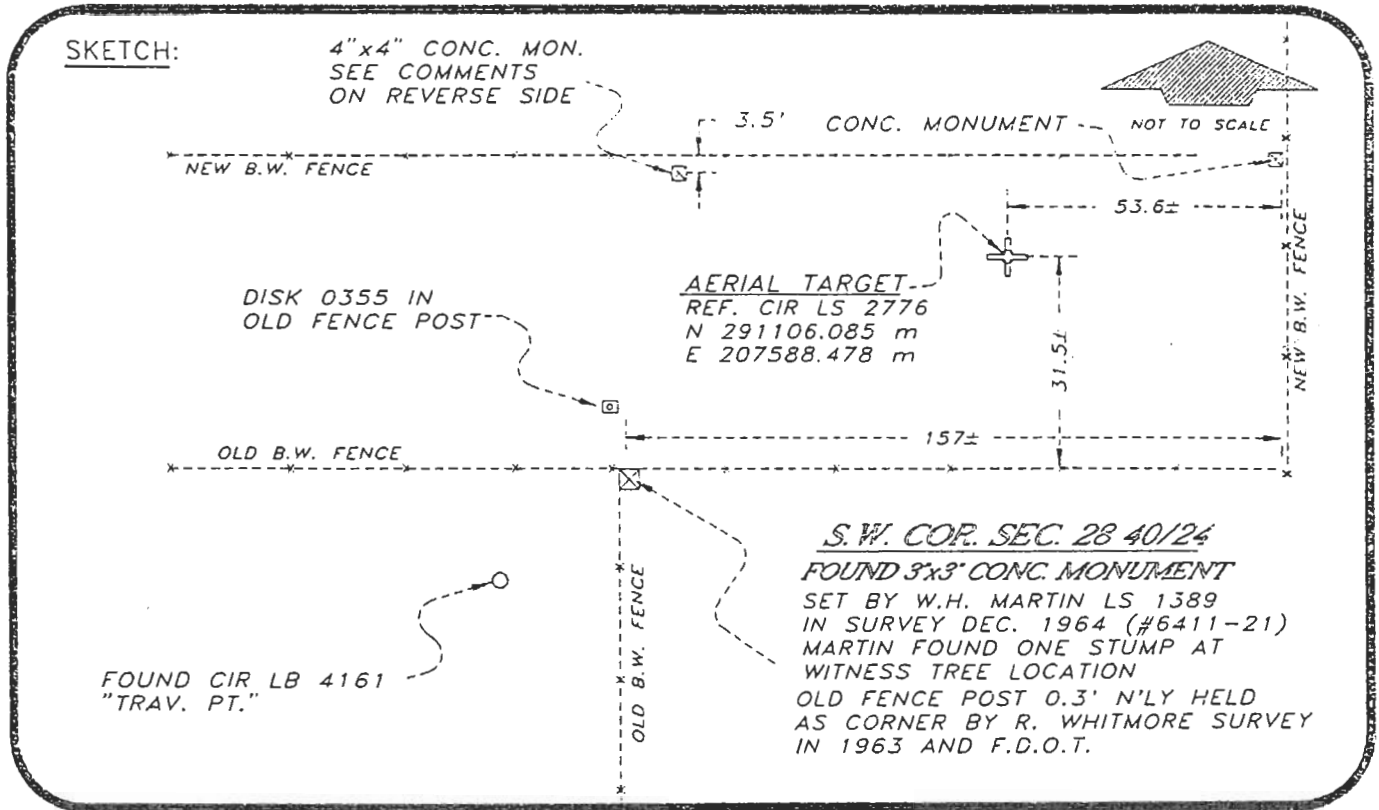 SKETCH:
4"x4" CONC. MON.
SEE COMMENTS
ON REVERSE SIDE
3.5'
CONC. MONUMENT
NOT TO SCALE
NEW B.W. FENCE
53.6±
NEW B.W. FENCE
AERIAL TARGET
REF. CIR LS 2776
N 291106.085 m
E 207588.478 m
31.5±
DISK 0355 IN
OLD FENCE POST
157±
OLD B.W. FENCE
OLD B.W. FENCE
S.W. COR. SEC. 28 40/24
FOUND 3"x3" CONC. MONUMENT
SET BY W.H. MARTIN LS 1389
IN SURVEY DEC. 1964 (#6411-21)
MARTIN FOUND ONE STUMP AT
WITNESS TREE LOCATION
OLD FENCE POST 0.3' N'LY HELD
AS CORNER BY R. WHITMORE SURVEY
IN 1963 AND F.D.O.T.
FOUND CIR LB 4161
"TRAV. PT."